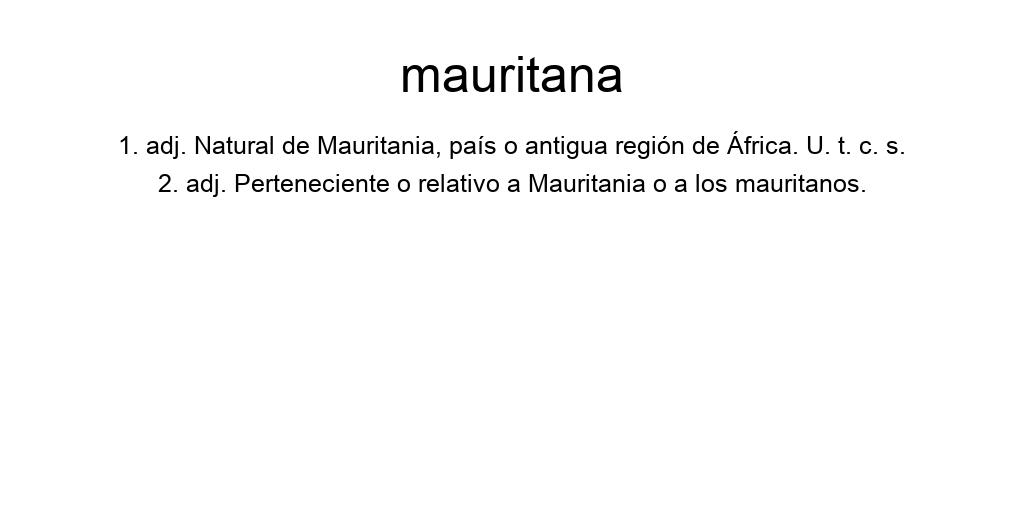 mauritana
1. adj. Natural de Mauritania, país o antigua región de África. U. t. c. s.
2. adj. Perteneciente o relativo a Mauritania o a los mauritanos.